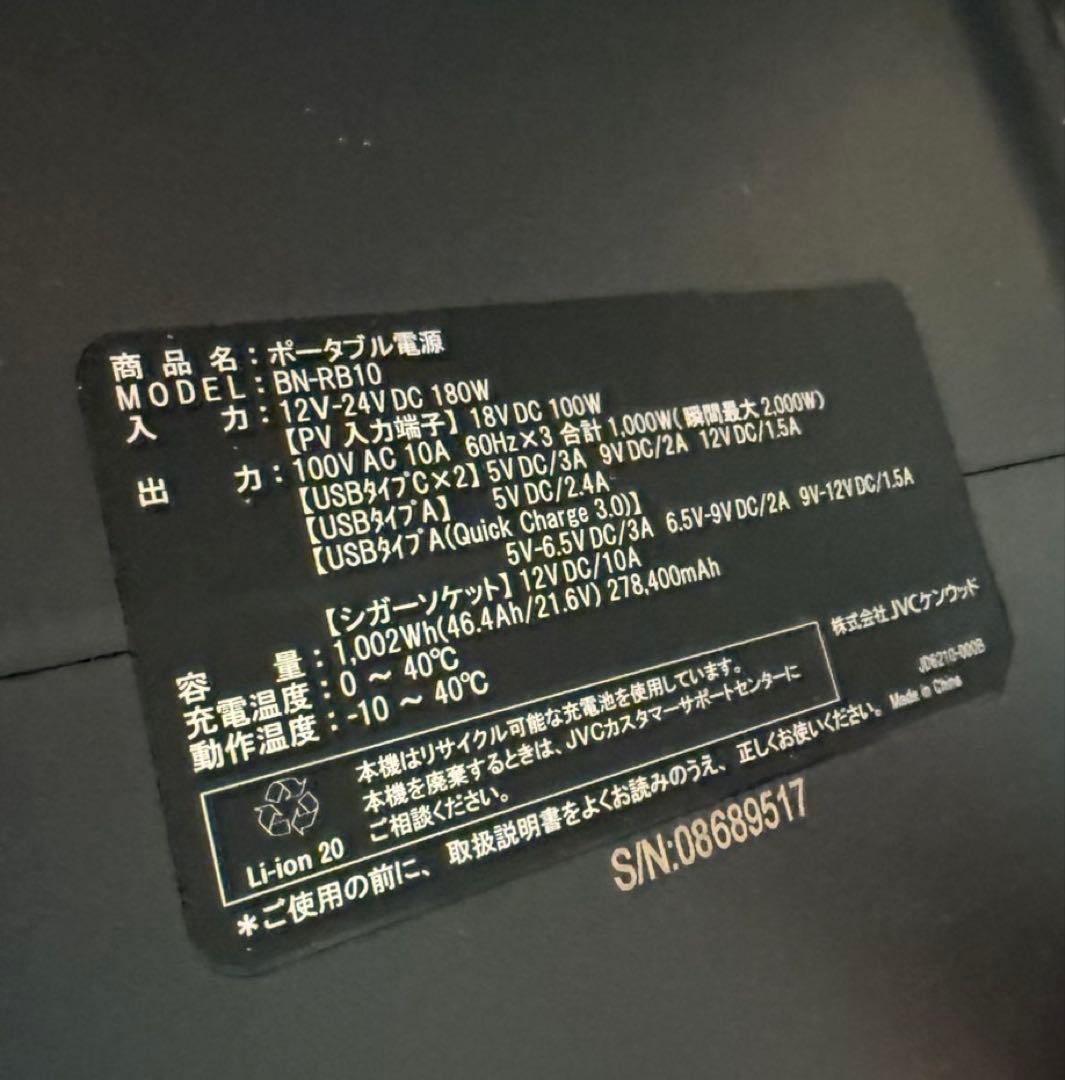 商品名:ポータブル電源
MODEL:BN-RB10
入力:12V-24V DC 180W
【PV 入力端子】18V DC 100W
出力:100V AC 10A 60Hz×3 合計 1,000W(瞬間最大 2,000W)
【USBタイプC×2】5V DC/3A 9V DC/2A 12V DC/1.5A
【USBタイプA】 5V DC/2.4A
【USBタイプA(Quick Charge 3.0)】
5V-6.5V DC/3A 6.5V-9V DC/2A 9V-12V DC/1.5A
【シガーソケット】12V DC/10A
容量:1,002Wh(46.4Ah/21.6V) 278,400mAh
充電温度:0 ~ 40℃
動作温度:-10 ~ 40℃
株式会社 JVCケンウッド
JD6210-000B
本機はリサイクル可能な充電池を使用しています。
本機を廃棄するときは、JVCカスタマーサポートセンターに
ご相談ください。
Li-ion 20
Made in China
*ご使用の前に、取扱説明書をよくお読みのうえ、正しくお使いください。
S/N:08689517